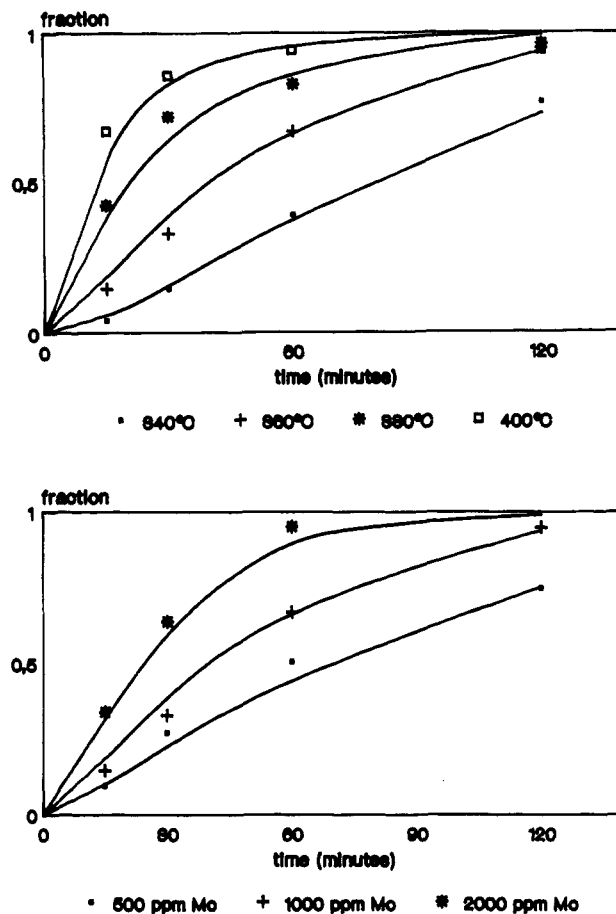 fraction
1
0,5
0
0 60 120
time (minutes)
340°C 360°C 380°C 400°C
fraction
1
0,5
0
0 30 60 90 120
time (minutes)
500 ppm Mo 1000 ppm Mo 2000 ppm Mo